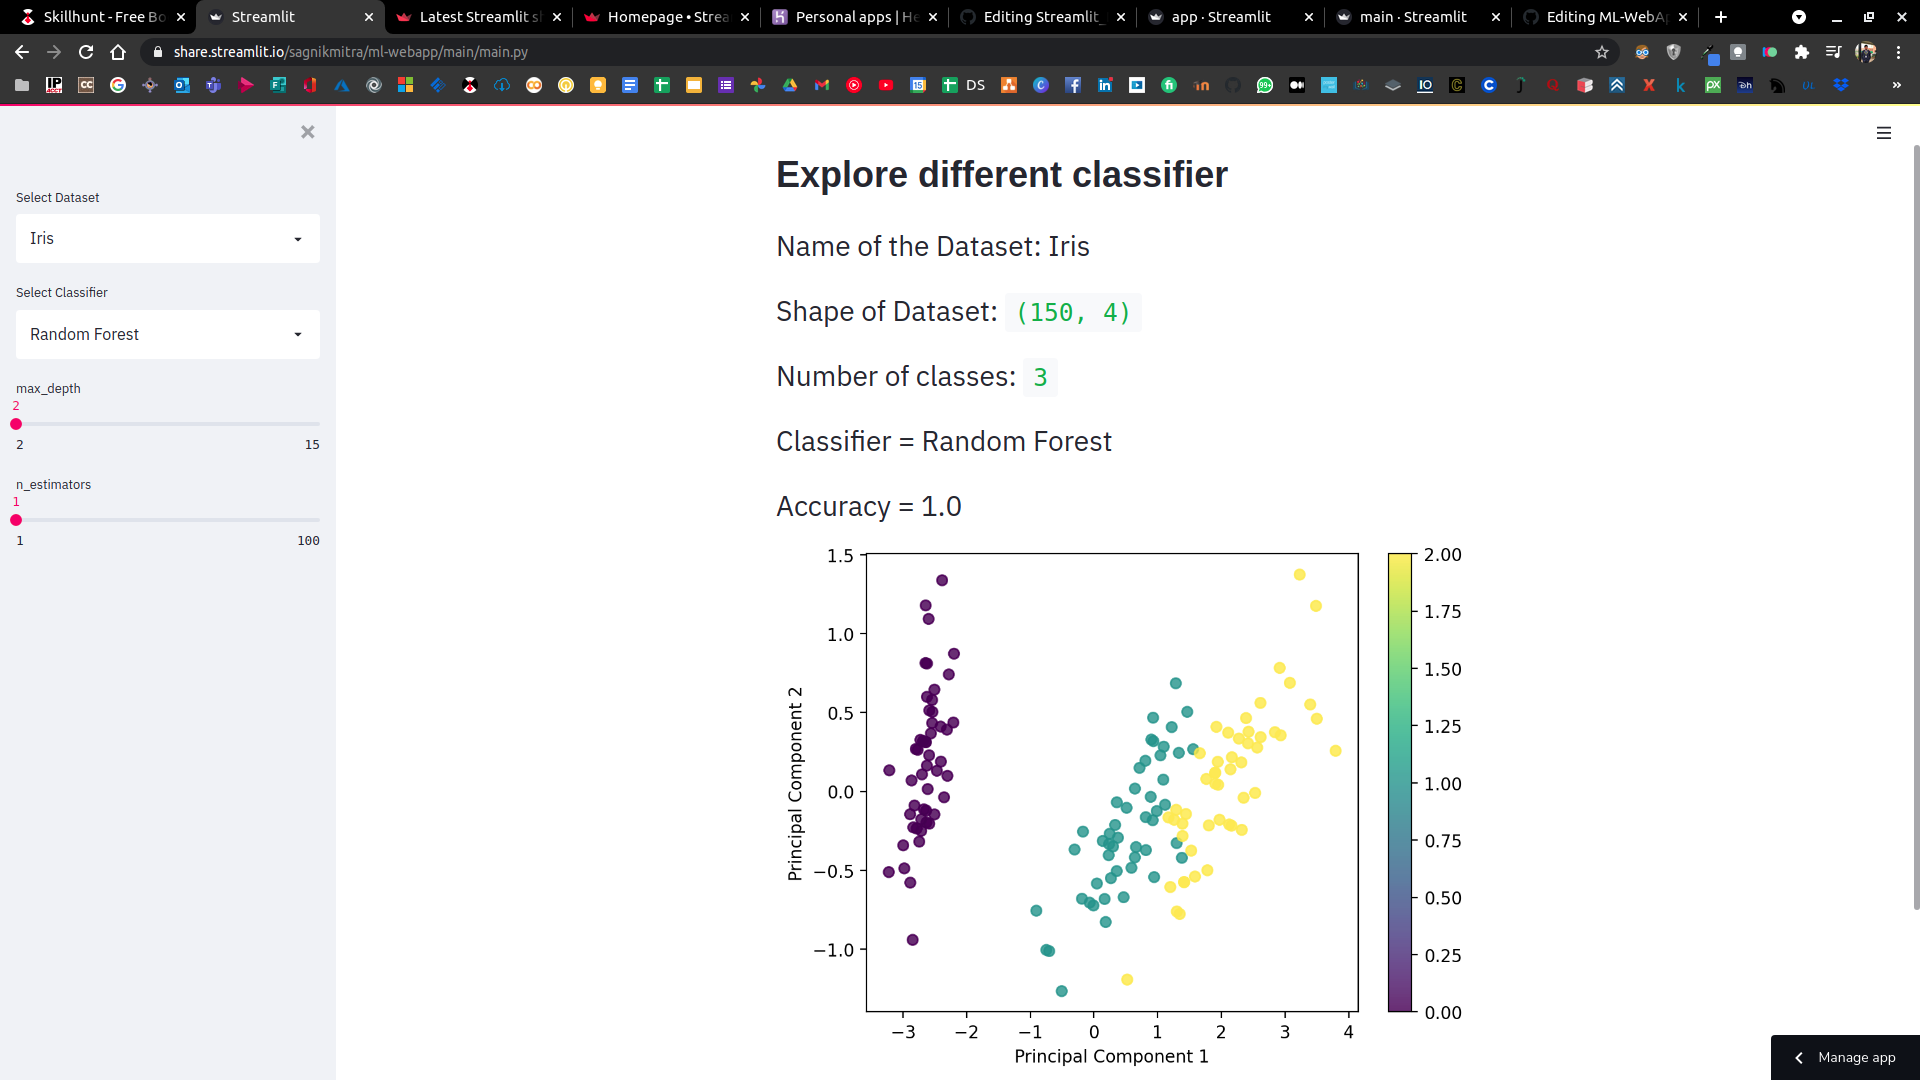 Skillhunt - Free Bo
Streamlit
Latest Streamlit s
Homepage • Strea
Personal apps | He
Editing Streamlit_
app · Streamlit
main · Streamlit
Editing ML-WebAp
share.streamlit.io/sagnikmitra/ml-webapp/main/main.py
DS
Select Dataset
Iris
Select Classifier
Random Forest
max_depth
2
2 15
n_estimators
1
1 100
Explore different classifier
Name of the Dataset: Iris
Shape of Dataset: (150, 4)
Number of classes: 3
Classifier = Random Forest
Accuracy = 1.0
1.5
1.0
0.5
0.0
−0.5
−1.0
Principal Component 2
−3 −2 −1 0 1 2 3 4
Principal Component 1
2.00
1.75
1.50
1.25
1.00
0.75
0.50
0.25
0.00
Manage app